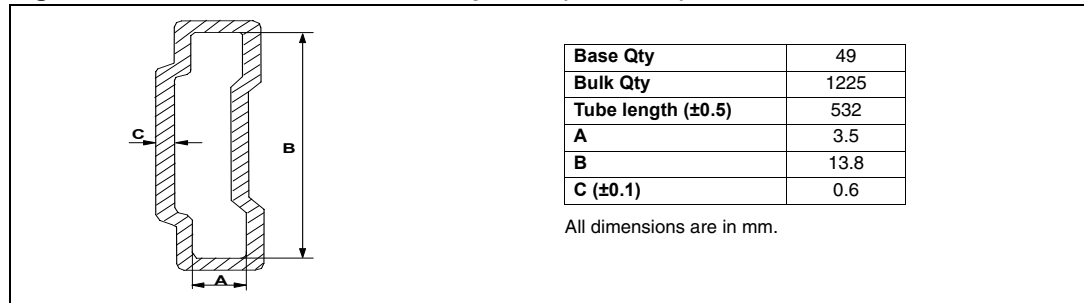 C
B
A
Base Qty 49
Bulk Qty 1225
Tube length (±0.5) 532
A 3.5
B 13.8
C (±0.1) 0.6
All dimensions are in mm.